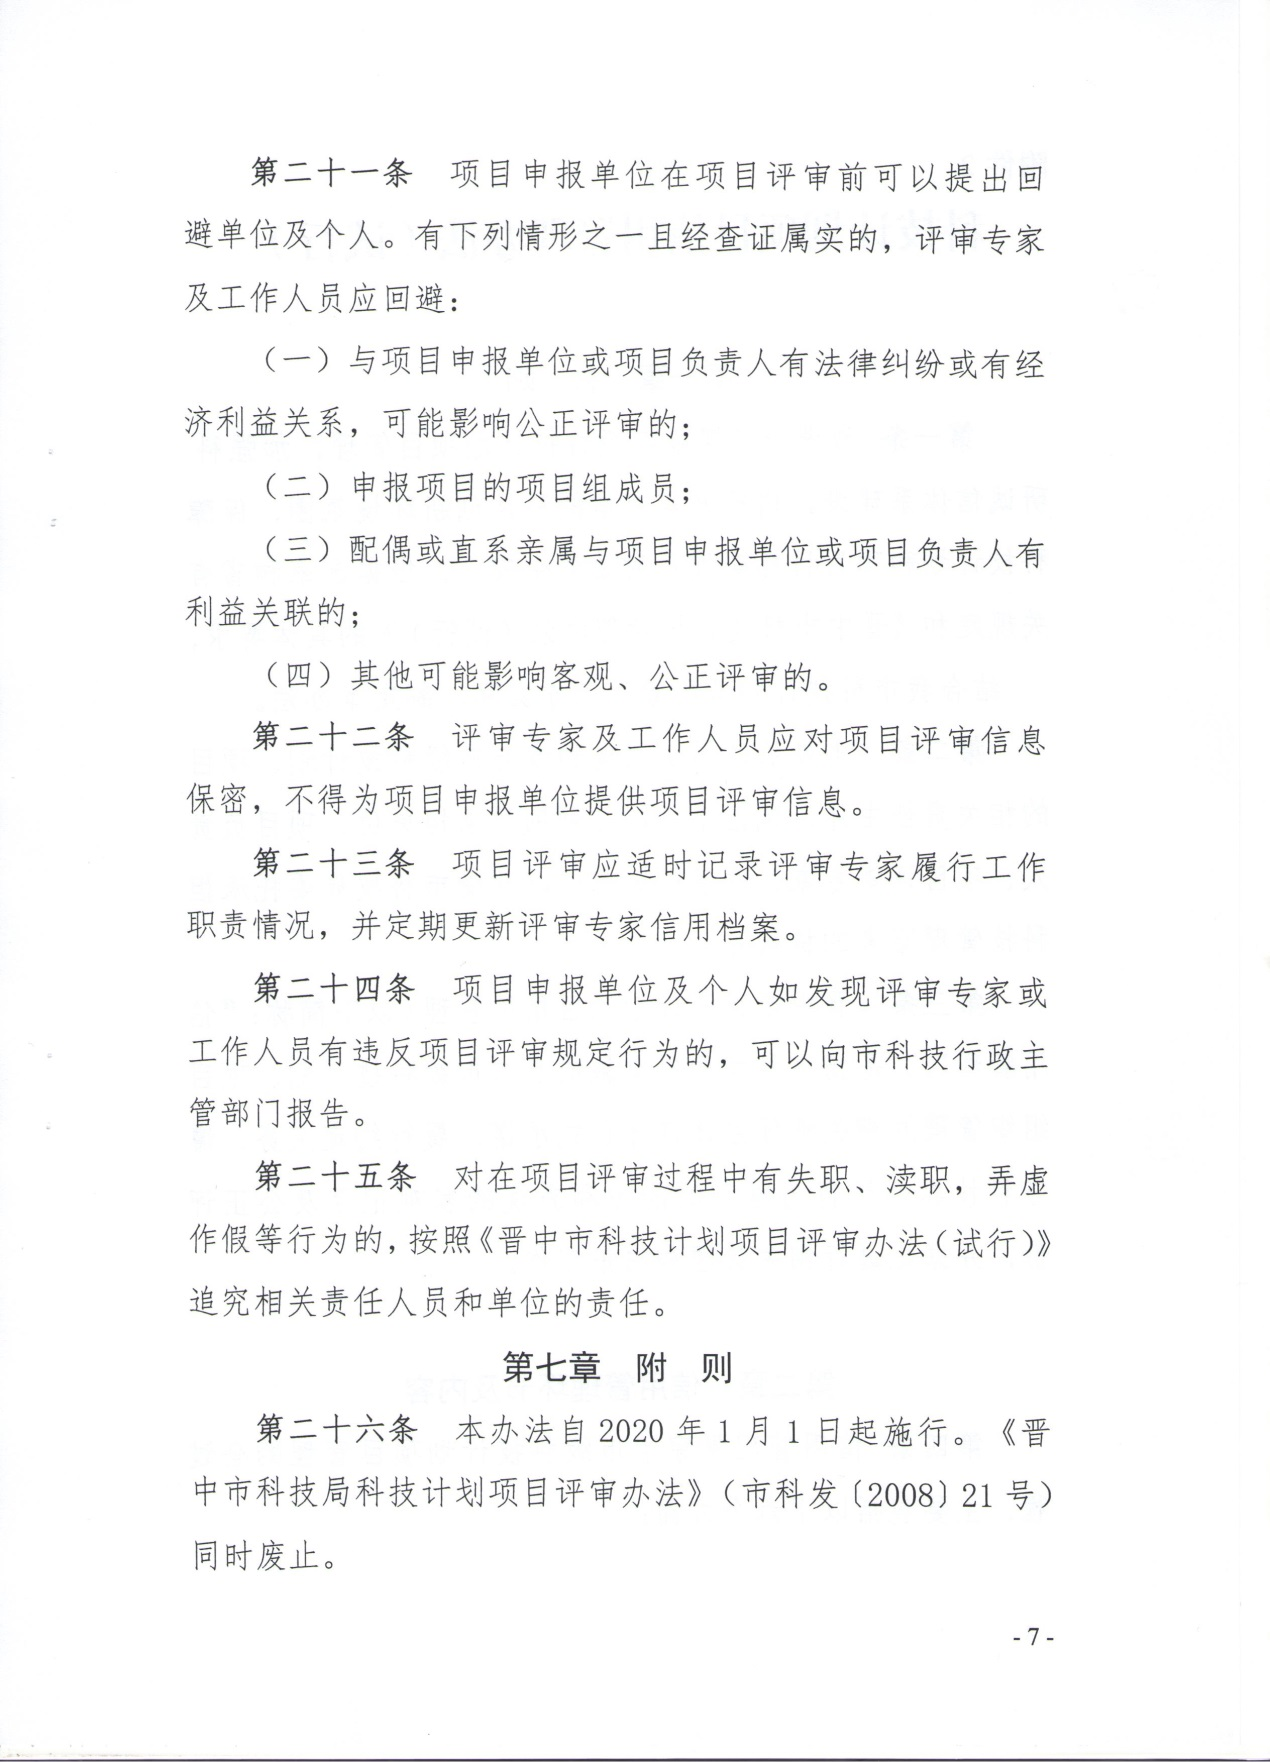 第二十一条 项目申报单位在项目评审前可以提出回
避单位及个人。有下列情形之一且经查证属实的，评审专家
及工作人员应回避：
（一）与项目申报单位或项目负责人有法律纠纷或有经
济利益关系，可能影响公正评审的；
（二）申报项目的项目组成员；
（三）配偶或直系亲属与项目申报单位或项目负责人有
利益关联的；
（四）其他可能影响客观、公正评审的。
第二十二条 评审专家及工作人员应对项目评审信息
保密，不得为项目申报单位提供项目评审信息。
第二十三条 项目评审应适时记录评审专家履行工作
职责情况，并定期更新评审专家信用档案。
第二十四条 项目申报单位及个人如发现评审专家或
工作人员有违反项目评审规定行为的，可以向市科技行政主
管部门报告。
第二十五条 对在项目评审过程中有失职、渎职，弄虚
作假等行为的，按照《晋中市科技计划项目评审办法（试行）》
追究相关责任人员和单位的责任。
第七章 附 则
第二十六条 本办法自 2020 年 1 月 1 日起施行。《晋
中市科技局科技计划项目评审办法》（市科发〔2008〕21 号）
同时废止。
- 7 -